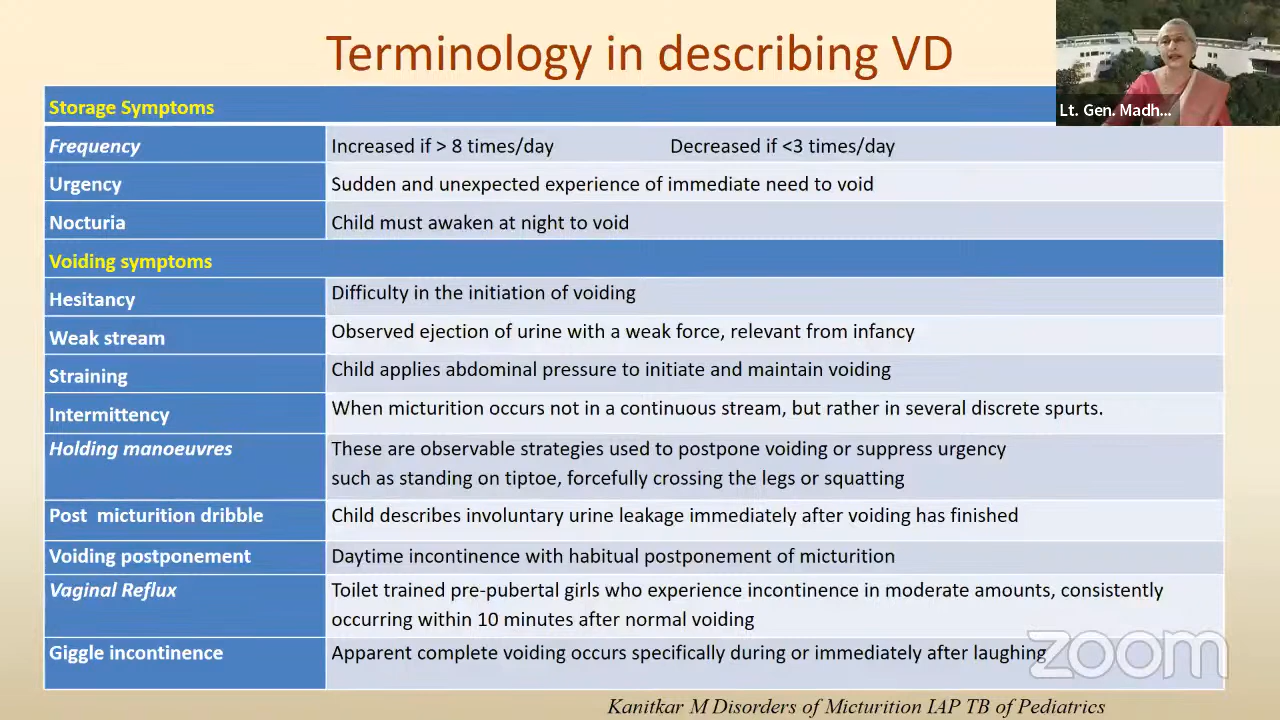 Terminology in describing VD
Lt. Gen. Madh...
Storage Symptoms
Frequency Increased if > 8 times/day Decreased if <3 times/day
Urgency Sudden and unexpected experience of immediate need to void
Nocturia Child must awaken at night to void
Voiding symptoms
Hesitancy Difficulty in the initiation of voiding
Weak stream Observed ejection of urine with a weak force, relevant from infancy
Straining Child applies abdominal pressure to initiate and maintain voiding
Intermittency When micturition occurs not in a continuous stream, but rather in several discrete spurts.
Holding manoeuvres These are observable strategies used to postpone voiding or suppress urgency
such as standing on tiptoe, forcefully crossing the legs or squatting
Post micturition dribble Child describes involuntary urine leakage immediately after voiding has finished
Voiding postponement Daytime incontinence with habitual postponement of micturition
Vaginal Reflux Toilet trained pre-pubertal girls who experience incontinence in moderate amounts, consistently
occurring within 10 minutes after normal voiding
Giggle incontinence Apparent complete voiding occurs specifically during or immediately after laughing
zoom
Kanitkar M Disorders of Micturition IAP TB of Pediatrics